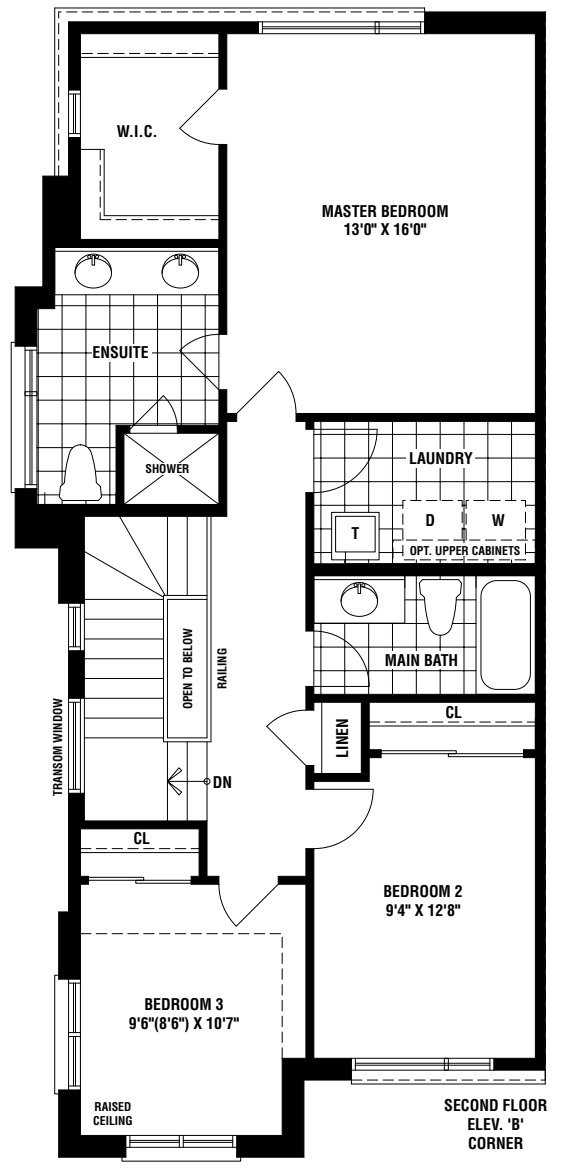 W.I.C.
MASTER BEDROOM
13'0" X 16'0"
ENSUITE
SHOWER
LAUNDRY
T
D
W
OPT. UPPER CABINETS
OPEN TO BELOW
RAILING
MAIN BATH
TRANSOM WINDOW
LINEN
CL
DN
CL
BEDROOM 2
9'4" X 12'8"
BEDROOM 3
9'6"(8'6") X 10'7"
RAISED
CEILING
SECOND FLOOR
ELEV. 'B'
CORNER